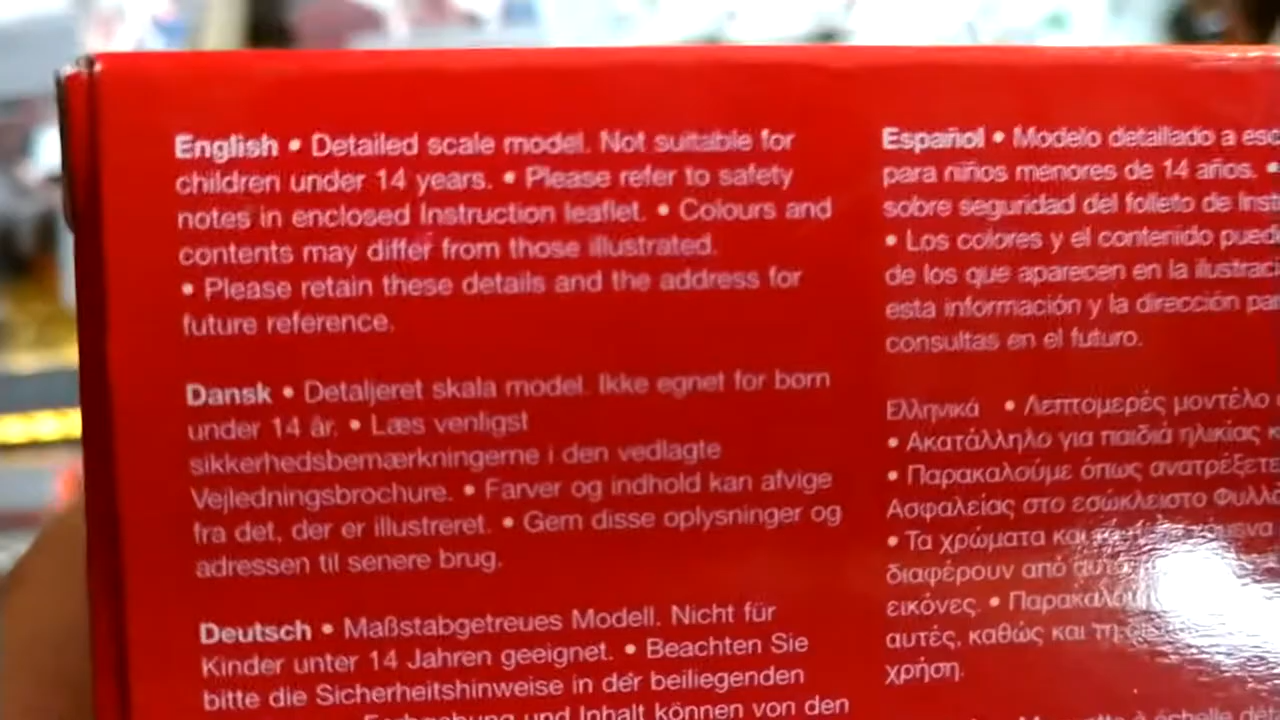 English • Detailed scale model. Not suitable for
children under 14 years. • Please refer to safety
notes in enclosed Instruction leaflet. • Colours and
contents may differ from those illustrated.
• Please retain these details and the address for
future reference.
Dansk • Detaljeret skala model. Ikke egnet for born
under 14 år. • Læs venligst
sikkerhedsbemærkningerne i den vedlagte
Vejledningsbrochure. • Farver og indhold kan afvige
fra det, der er illustreret. • Gem disse oplysninger og
adressen til senere brug.
Deutsch • Maßstabgetreues Modell. Nicht für
Kinder unter 14 Jahren geeignet. • Beachten Sie
bitte die Sicherheitshinweise in der beiliegenden
und Inhalt können von den
Español • Modelo detallado a
para niños menores de 14 años. •
sobre seguridad del folleto de
• Los colores y el contenido
de los que aparecen en la
esta información y la dirección
consultas en el futuro.
Ελληνικά • Λεπτομερές μοντέλο
• Ακατάλληλο για παιδιά ηλικίας
• Παρακαλούμε όπως ανατρέξετε
Ασφαλείας στο εσώκλειστο
• Τα χρώματα και
διαφέρουν από
εικόνες. •
αυτές, καθώς και τη
χρήση.